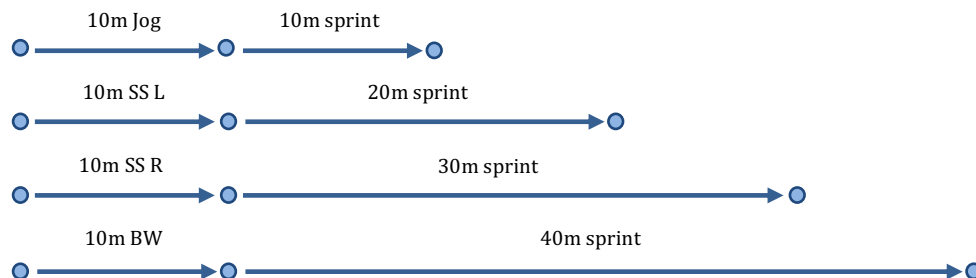 10m Jog 10m sprint
10m SS L 20m sprint
10m SS R 30m sprint
10m BW 40m sprint